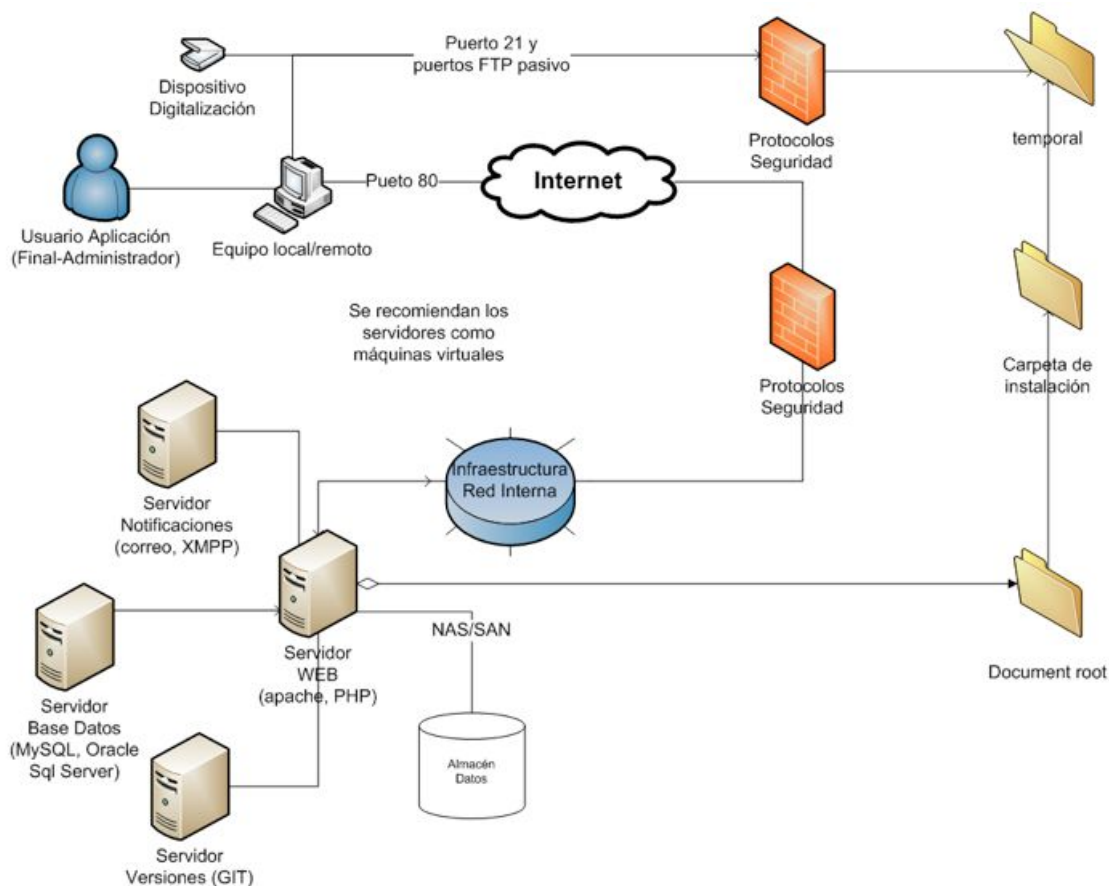 Puerto 21 y
puertos FTP pasivo
Dispositivo
Digitalización
Protocolos
Seguridad
temporal
Pueto 80
Internet
Usuario Aplicación
(Final-Administrador)
Equipo local/remoto
Se recomiendan los
servidores como
máquinas virtuales
Protocolos
Seguridad
Carpeta de
instalación
Infraestructura
Red Interna
Servidor
Notificaciones
(correo, XMPP)
NAS/SAN
Servidor
WEB
(apache, PHP)
Document root
Servidor
Base Datos
(MySQL, Oracle
Sql Server)
Almacén
Datos
Servidor
Versiones (GIT)